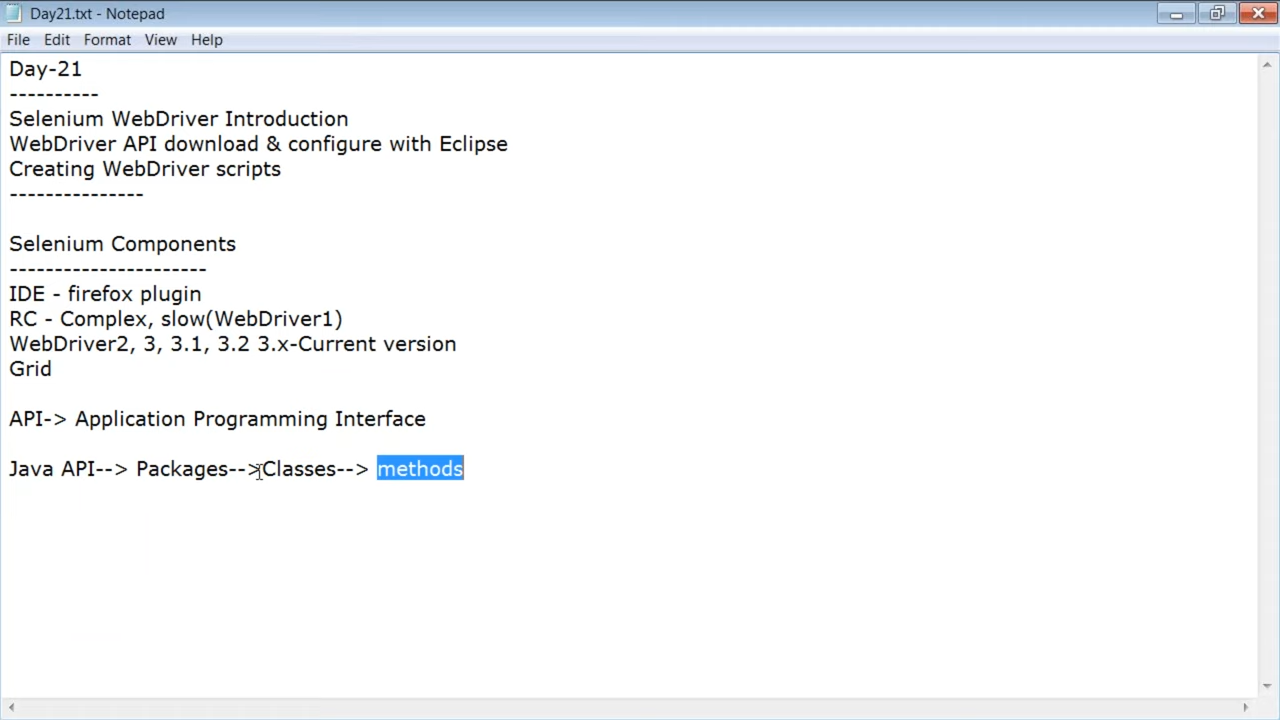 Day21.txt - Notepad
File Edit Format View Help
Day-21
----------
Selenium WebDriver Introduction
WebDriver API download & configure with Eclipse
Creating WebDriver scripts
---------------
Selenium Components
----------------------
IDE - firefox plugin
RC - Complex, slow(WebDriver1)
WebDriver2, 3, 3.1, 3.2 3.x-Current version
Grid
API-> Application Programming Interface
Java API--> Packages-->Classes--> methods